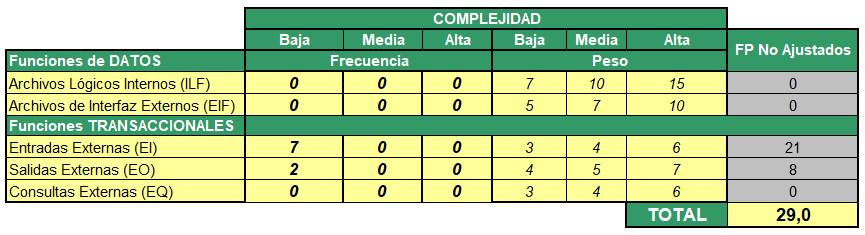 COMPLEJIDAD
Baja Media Alta Baja Media Alta FP No Ajustados
Funciones de DATOS Frecuencia Peso
Archivos Lógicos Internos (ILF) 0 0 0 7 10 15 0
Archivos de Interfaz Externos (EIF) 0 0 0 5 7 10 0
Funciones TRANSACCIONALES
Entradas Externas (EI) 7 0 0 3 4 6 21
Salidas Externas (EO) 2 0 0 4 5 7 8
Consultas Externas (EQ) 0 0 0 3 4 6 0
TOTAL 29,0